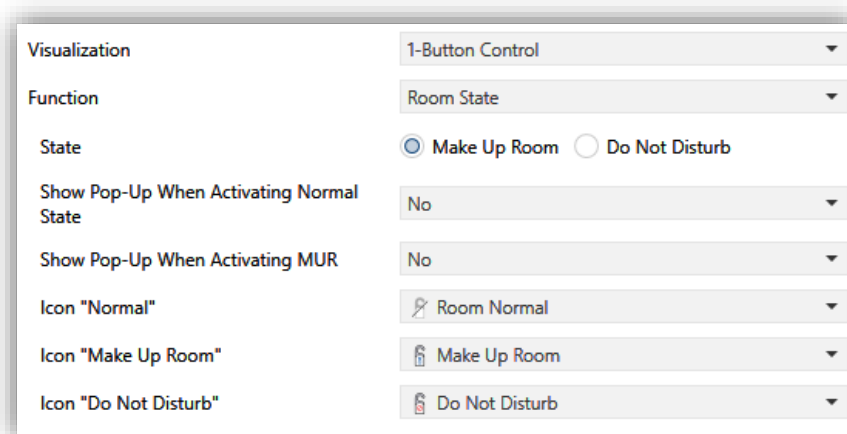 Visualization 1-Button Control
Function Room State
State Make Up Room Do Not Disturb
Show Pop-Up When Activating Normal
State No
Show Pop-Up When Activating MUR No
Icon "Normal" Room Normal
Icon "Make Up Room" Make Up Room
Icon "Do Not Disturb" Do Not Disturb